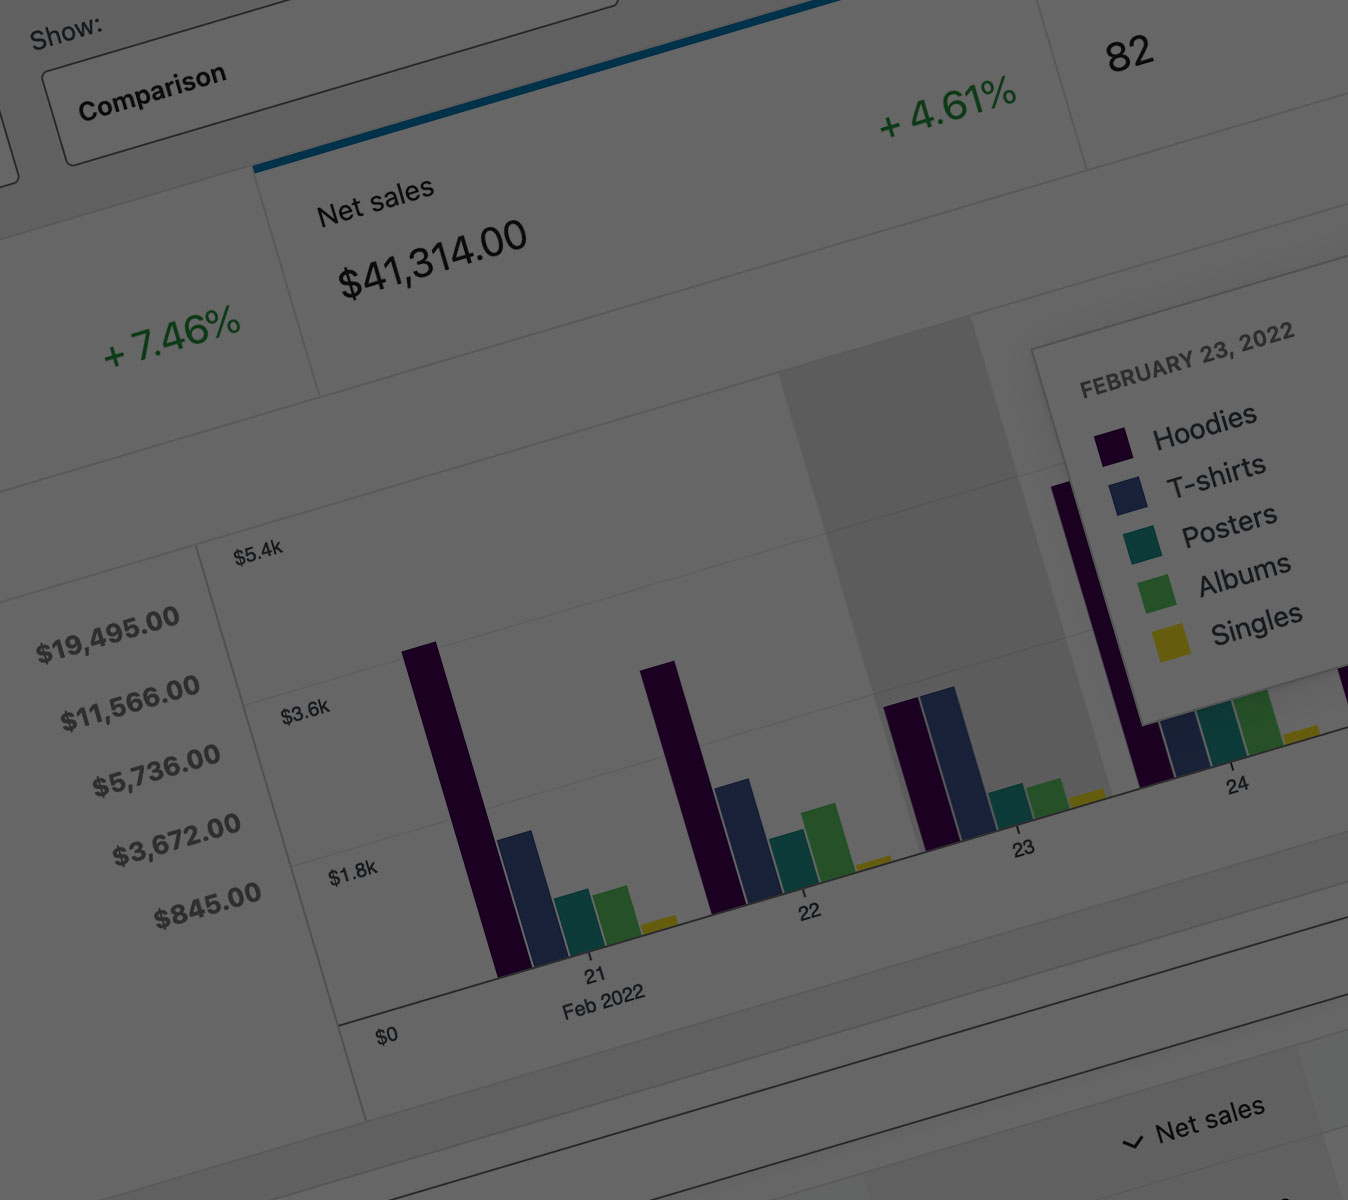 Show:
Comparison
82
+ 4.61%
Net sales
$41,314.00
+ 7.46%
FEBRUARY 23, 2022
Hoodies
T-shirts
Posters
Albums
Singles
$19,495.00
$11,566.00
$5,736.00
$3,672.00
$845.00
$5.4k
$3.6k
$1.8k
$0
21
Feb 2022
22
23
24
Net sales